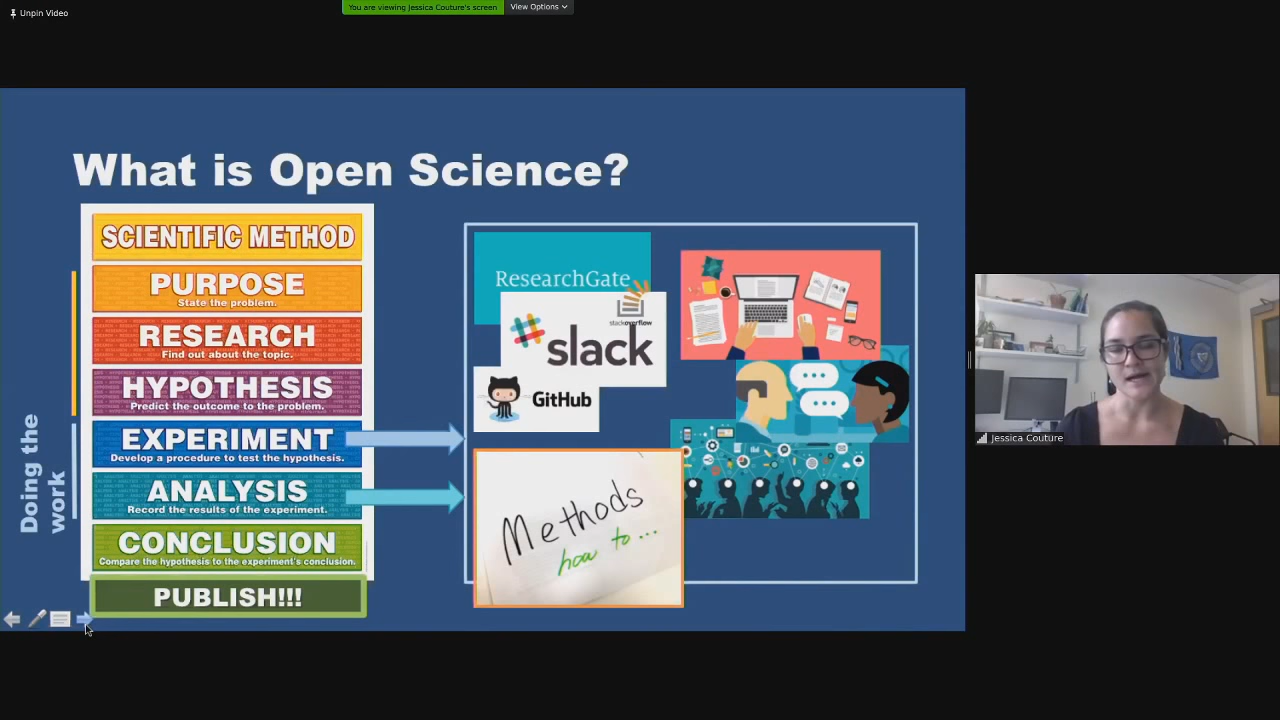 Unpin Video
You are viewing Jessica Couture's screen
View Options
What is Open Science?
SCIENTIFIC METHOD
PURPOSE
State the problem.
RESEARCH
Find out about the topic.
HYPOTHESIS
Predict the outcome to the problem.
EXPERIMENT
Develop a procedure to test the hypothesis.
ANALYSIS
Record the results of the experiment.
CONCLUSION
Compare the hypothesis to the experiment's conclusion.
PUBLISH!!!
Doing the
work
ResearchGate
stackoverflow
slack
GitHub
Methods
how to ...
Jessica Couture